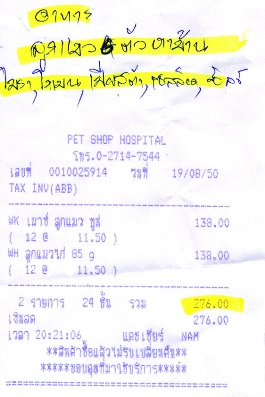 อาหาร
ลูกแมว 5 ตัว ตาบ้าน
PET SHOP HOSPITAL
โทร.0-2714-7544
เลขที่ 0010025914 วันที่ 19/08/50
TAX INV(ABB)
WK เมาซ์ ลูกแมว ทูส์ 138.00
( 12 @ 11.50 )
WH ลูกแมวไก่ 85 g 138.00
( 12 @ 11.50 )
2 รายการ 24 ชิ้น รวม 276.00
เงินสด 276.00
เวลา 20:21:06 แคชเชียร์ NAM
**สินค้าซื้อแล้วไม่รับเปลี่ยนคืน**
*****ขอบคุณที่มาใช้บริการ*****